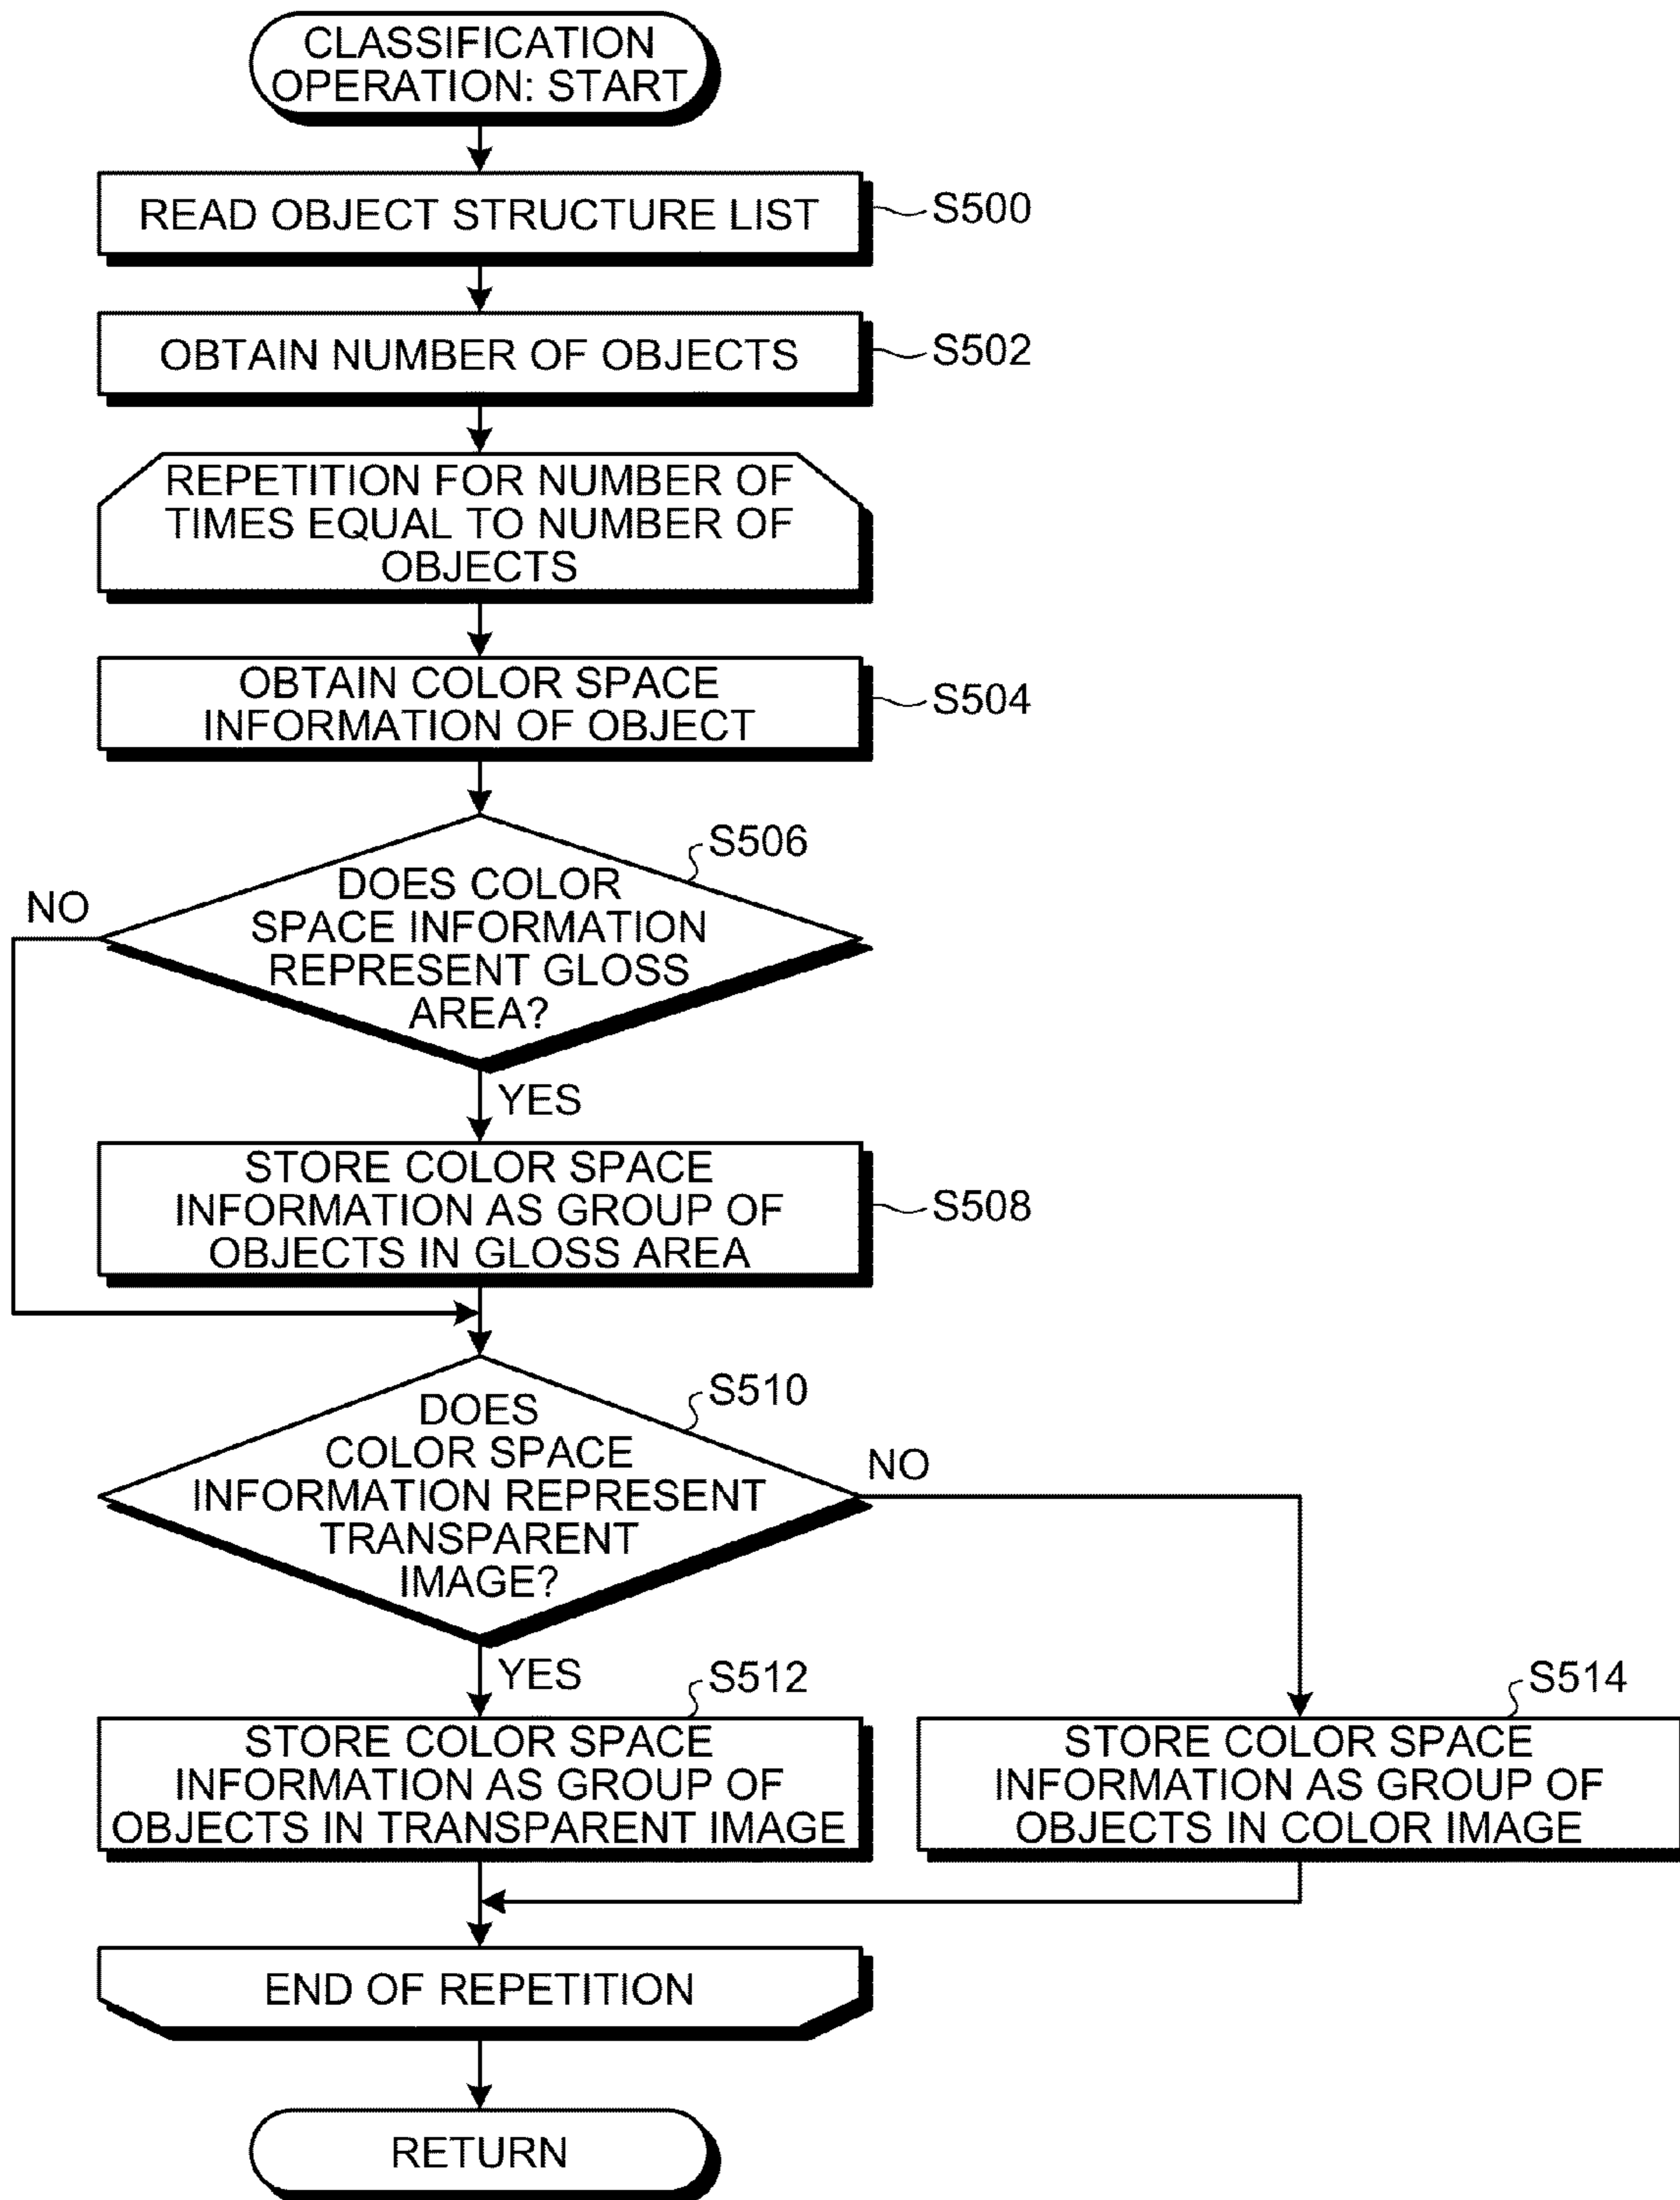 CLASSIFICATION
OPERATION: START
READ OBJECT STRUCTURE LIST
S500
OBTAIN NUMBER OF OBJECTS
S502
REPETITION FOR NUMBER OF
TIMES EQUAL TO NUMBER OF
OBJECTS
OBTAIN COLOR SPACE
INFORMATION OF OBJECT
S504
S506
DOES COLOR
SPACE INFORMATION
REPRESENT GLOSS
AREA?
NO
YES
STORE COLOR SPACE
INFORMATION AS GROUP OF
OBJECTS IN GLOSS AREA
S508
S510
DOES
COLOR SPACE
INFORMATION REPRESENT
TRANSPARENT
IMAGE?
NO
YES
S512
STORE COLOR SPACE
INFORMATION AS GROUP OF
OBJECTS IN TRANSPARENT IMAGE
S514
STORE COLOR SPACE
INFORMATION AS GROUP OF
OBJECTS IN COLOR IMAGE
END OF REPETITION
RETURN